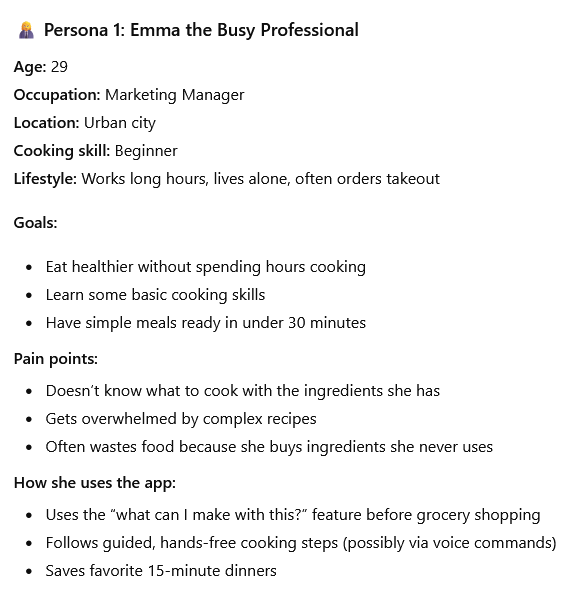 Persona 1: Emma the Busy Professional
Age: 29
Occupation: Marketing Manager
Location: Urban city
Cooking skill: Beginner
Lifestyle: Works long hours, lives alone, often orders takeout
Goals:
• Eat healthier without spending hours cooking
• Learn some basic cooking skills
• Have simple meals ready in under 30 minutes
Pain points:
• Doesn’t know what to cook with the ingredients she has
• Gets overwhelmed by complex recipes
• Often wastes food because she buys ingredients she never uses
How she uses the app:
• Uses the “what can I make with this?” feature before grocery shopping
• Follows guided, hands-free cooking steps (possibly via voice commands)
• Saves favorite 15-minute dinners